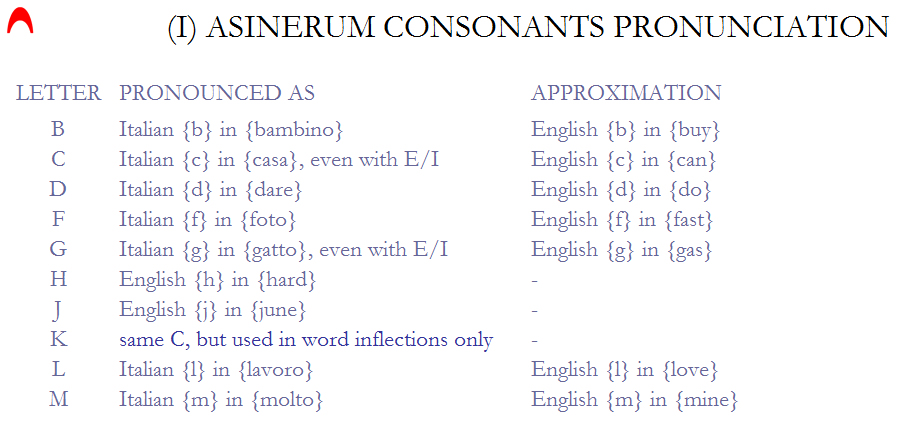 (I) ASINERUM CONSONANTS PRONUNCIATION
LETTER PRONOUNCED AS APPROXIMATION
B Italian {b} in {bambino} English {b} in {buy}
C Italian {c} in {casa}, even with E/I English {c} in {can}
D Italian {d} in {dare} English {d} in {do}
F Italian {f} in {foto} English {f} in {fast}
G Italian {g} in {gatto}, even with E/I English {g} in {gas}
H English {h} in {hard} -
J English {j} in {june} -
K same C, but used in word inflections only -
L Italian {l} in {lavoro} English {l} in {love}
M Italian {m} in {molto} English {m} in {mine}